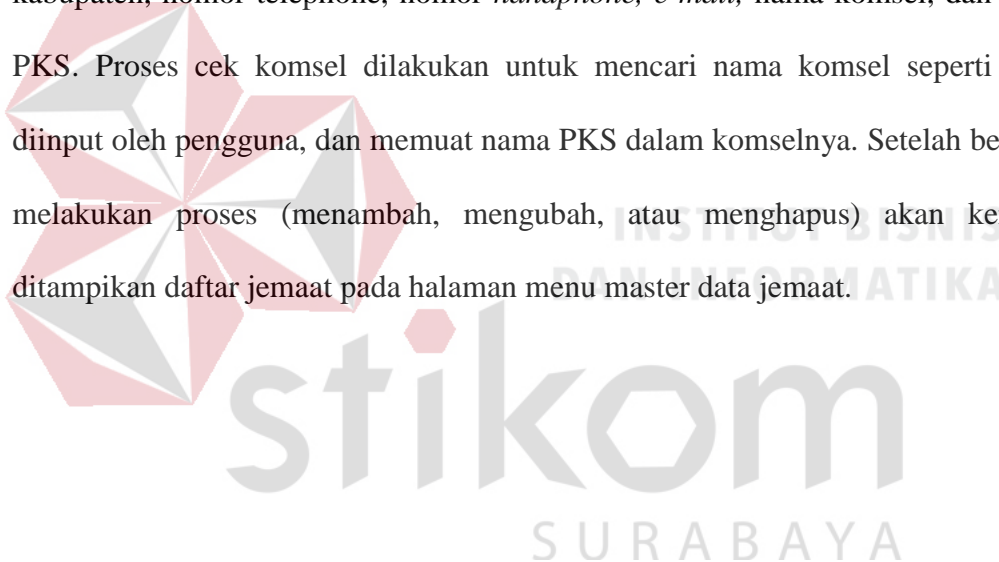 kabupaten, nomor telephone, nomor handphone, e-mail, nama komsel, dan
PKS. Proses cek komsel dilakukan untuk mencari nama komsel seperti
diinput oleh pengguna, dan memuat nama PKS dalam komselnya. Setelah be
melakukan proses (menambah, mengubah, atau menghapus) akan ke
ditampikan daftar jemaat pada halaman menu master data jemaat.
INSTITUT BISNIS
DAN INFORMATIKA
stikom
SURABAYA